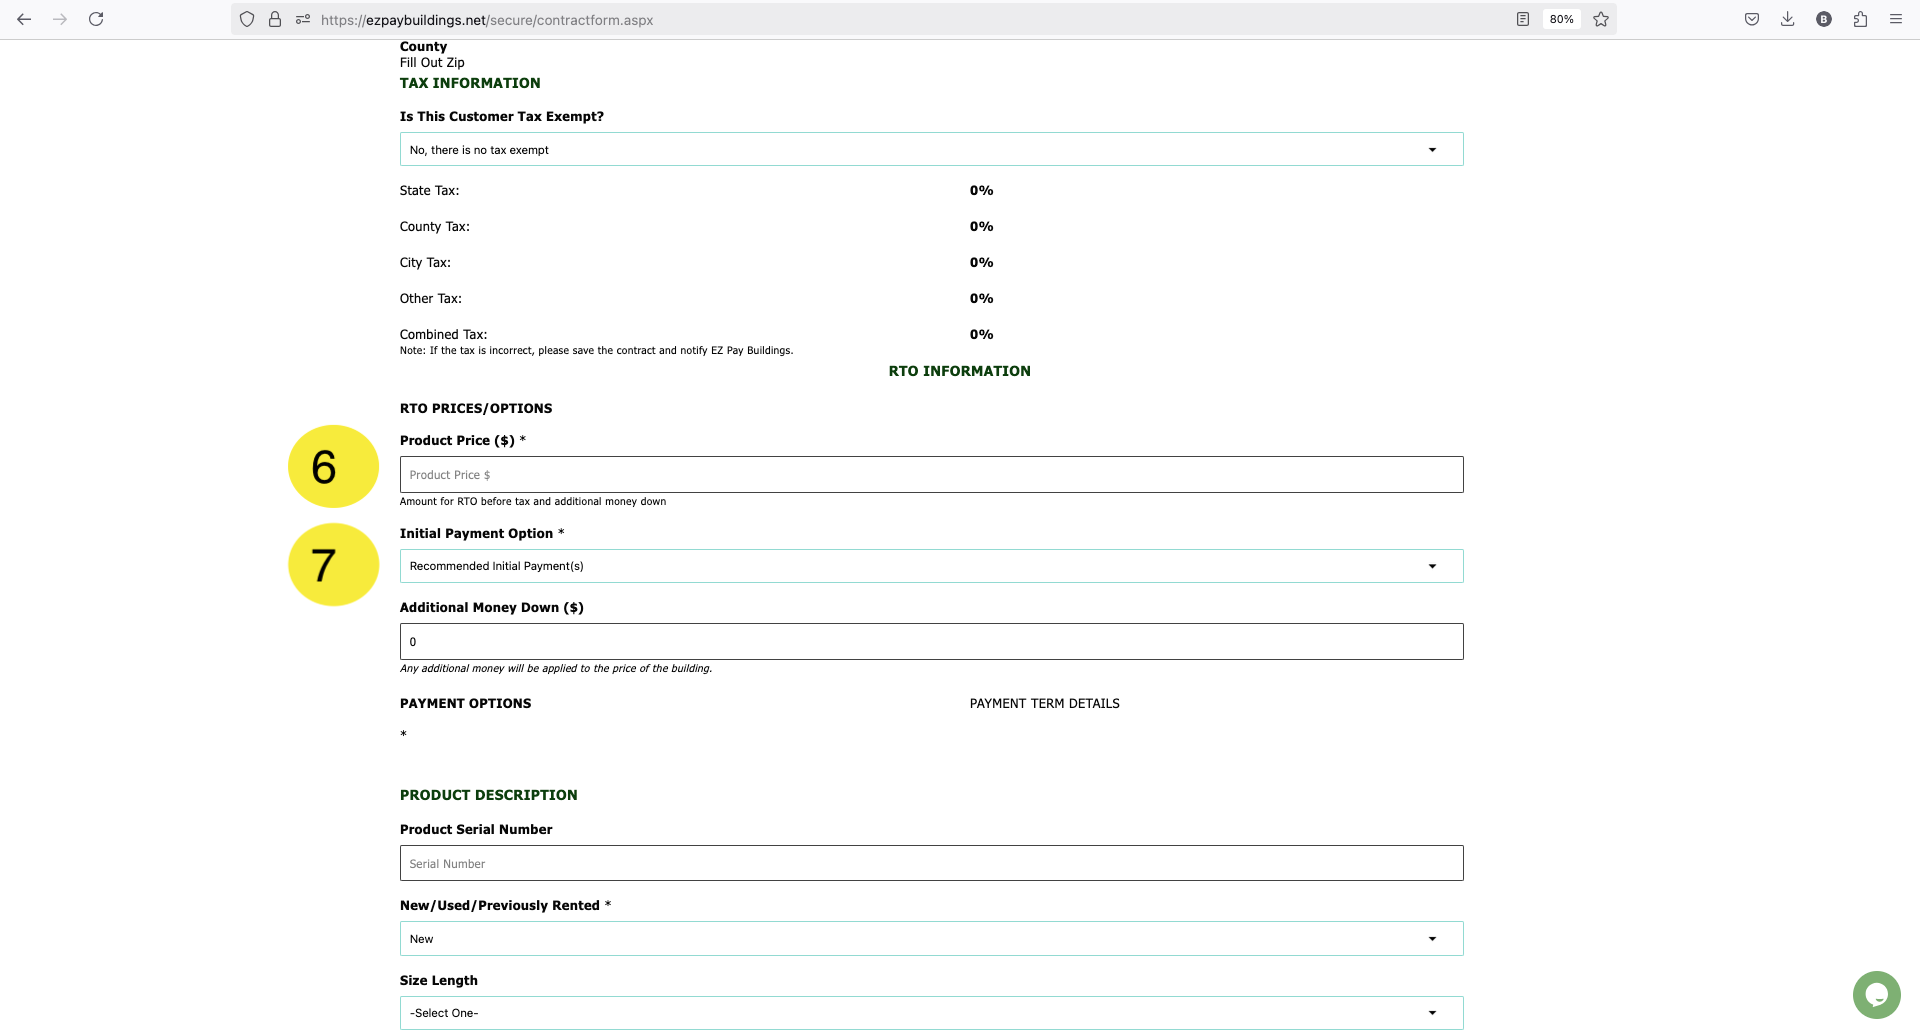 https://ezpaybuildings.net/secure/contractform.aspx
80%
B
County
Fill Out Zip
TAX INFORMATION
Is This Customer Tax Exempt?
No, there is no tax exempt
State Tax: 0%
County Tax: 0%
City Tax: 0%
Other Tax: 0%
Combined Tax: 0%
Note: If the tax is incorrect, please save the contract and notify EZ Pay Buildings.
RTO INFORMATION
RTO PRICES/OPTIONS
Product Price ($) *
6
Product Price $
Amount for RTO before tax and additional money down
Initial Payment Option *
7
Recommended Initial Payment(s)
Additional Money Down ($)
0
Any additional money will be applied to the price of the building.
PAYMENT OPTIONS PAYMENT TERM DETAILS
*
PRODUCT DESCRIPTION
Product Serial Number
Serial Number
New/Used/Previously Rented *
New
Size Length
-Select One-